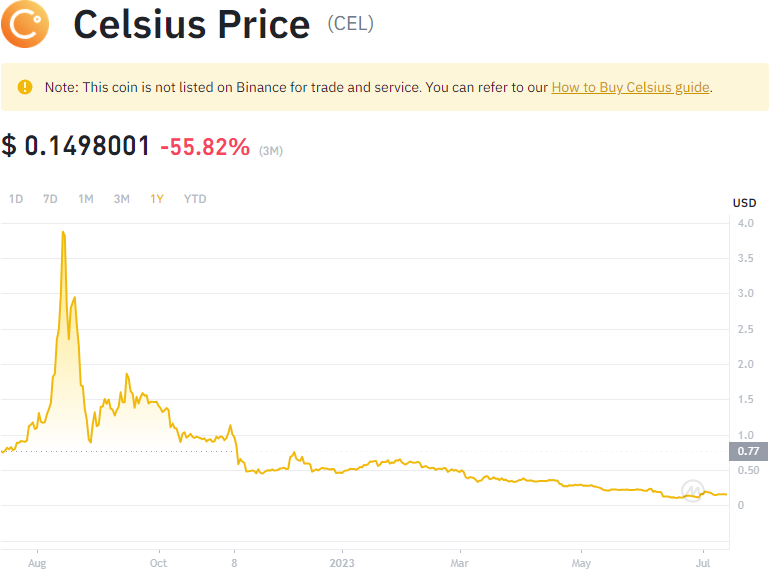 Celsius Price (CEL)
Note: This coin is not listed on Binance for trade and service. You can refer to our How to Buy Celsius guide.
$ 0.1498001 -55.82% (3M)
1D 7D 1M 3M 1Y YTD
USD
4.0
3.5
3.0
2.5
2.0
1.5
1.0
0.77
0.50
0
Aug Oct 8 2023 Mar May Jul